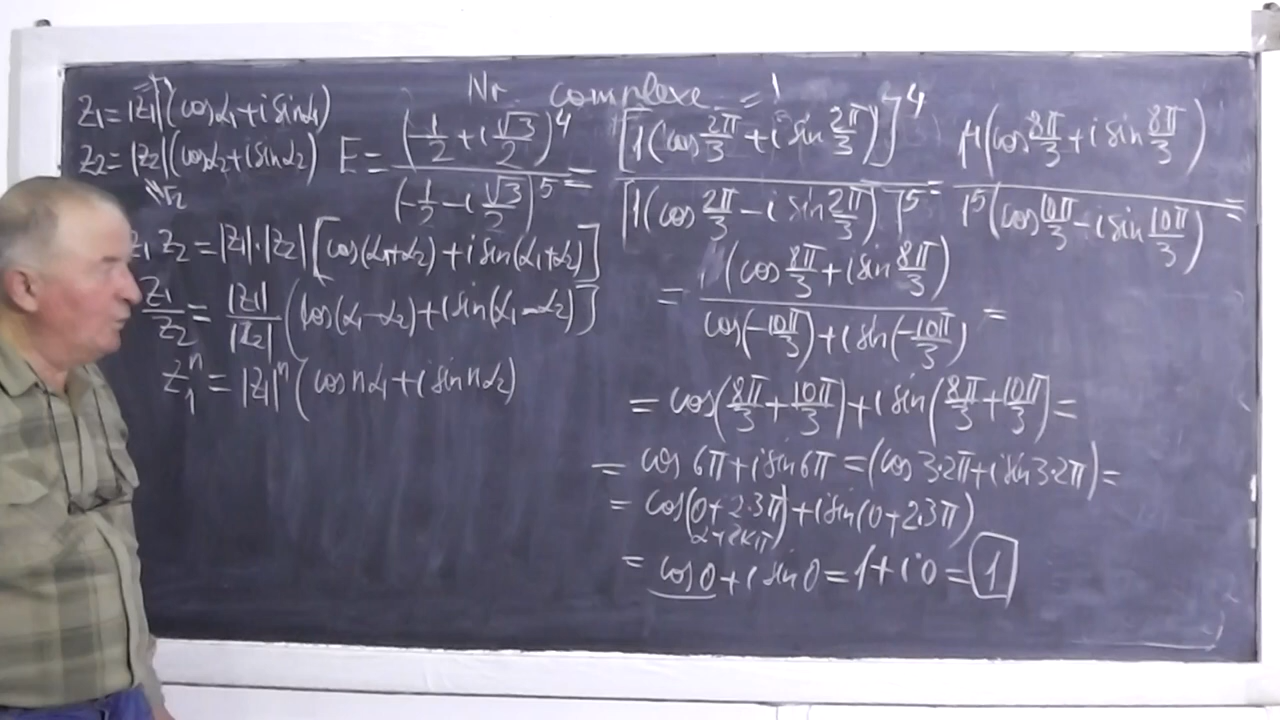 Nr. complexe = 1
z₁ = |z₁|(cos α₁ + i sin α₁)
z₂ = |z₂|(cos α₂ + i sin α₂)
z₁ z₂ = |z₁|·|z₂| [cos(α₁+α₂) + i sin(α₁+α₂)]
z₁/z₂ = |z₁|/|z₂| (cos(α₁-α₂) + i sin(α₁-α₂)]
z₁ⁿ = |z₁|ⁿ (cos nα₁ + i sin nα₂)
E = (-1/2 + i √3/2)⁴ / (-1/2 - i √3/2)⁵ = [1(cos 2π/3 + i sin 2π/3)]⁴ / [1(cos 2π/3 - i sin 2π/3)]⁵ = 1⁴(cos 8π/3 + i sin 8π/3) / 1⁵(cos 10π/3 - i sin 10π/3) =
= 1(cos 8π/3 + i sin 8π/3) / cos(-10π/3) + i sin(-10π/3) =
= cos(8π/3 + 10π/3) + i sin(8π/3 + 10π/3) =
= cos 6π + i sin 6π = (cos 3·2π + i sin 3·2π) =
= cos(0 + 2·3π) + i sin(0 + 2·3π)
α + 2kπ
= cos 0 + i sin 0 = 1 + i 0 = 1